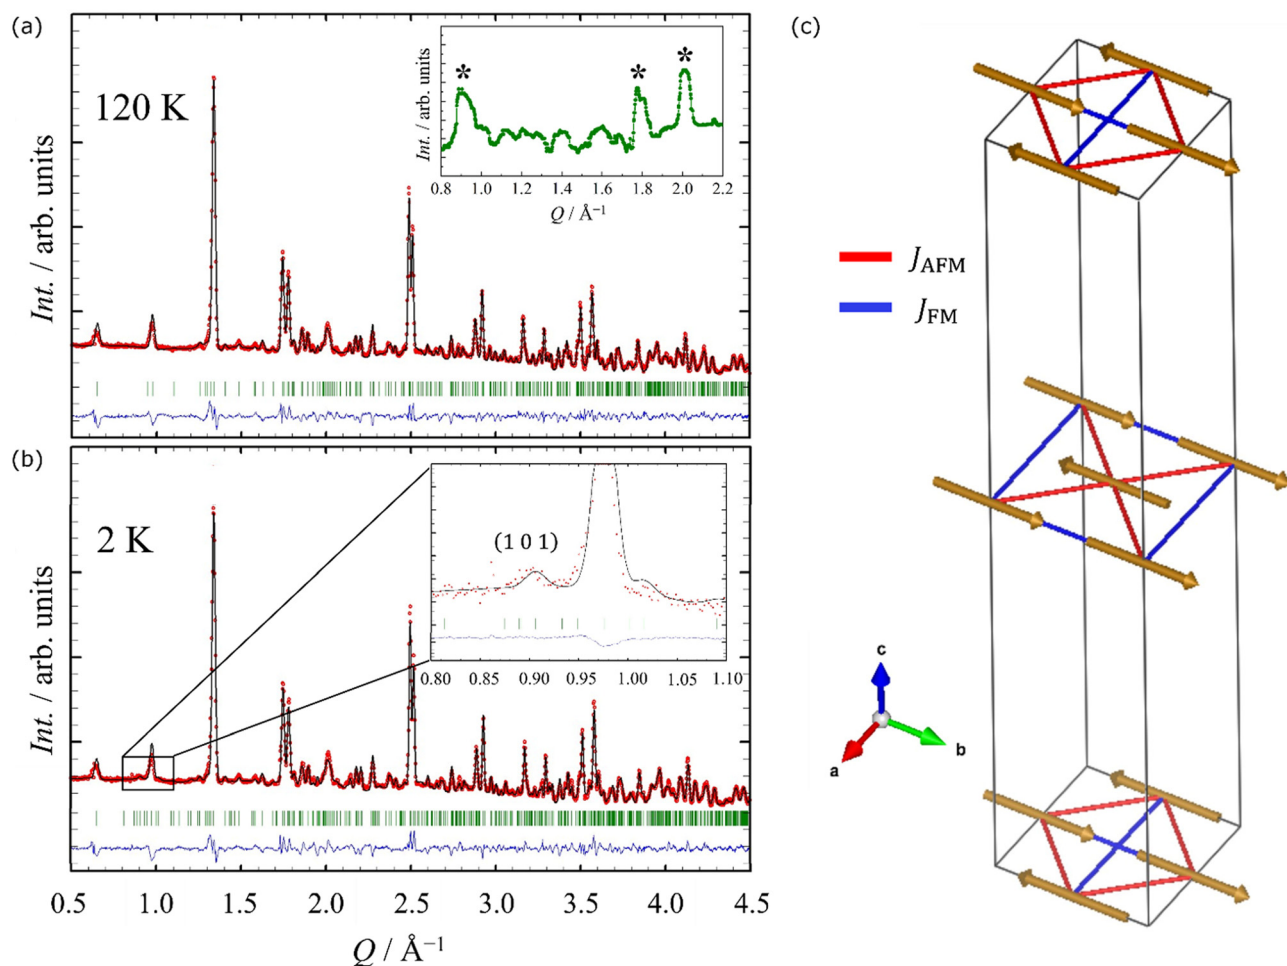 (a)
120 K
Int. / arb. units
Int. / arb. units
* * *
0.8 1.0 1.2 1.4 1.6 1.8 2.0 2.2
Q / Å⁻¹
(b)
2 K
Int. / arb. units
(1 0 1)
0.80 0.85 0.90 0.95 1.00 1.05 1.10
0.5 1.0 1.5 2.0 2.5 3.0 3.5 4.0 4.5
Q / Å⁻¹
(c)
J_AFM
J_FM
c
b
a